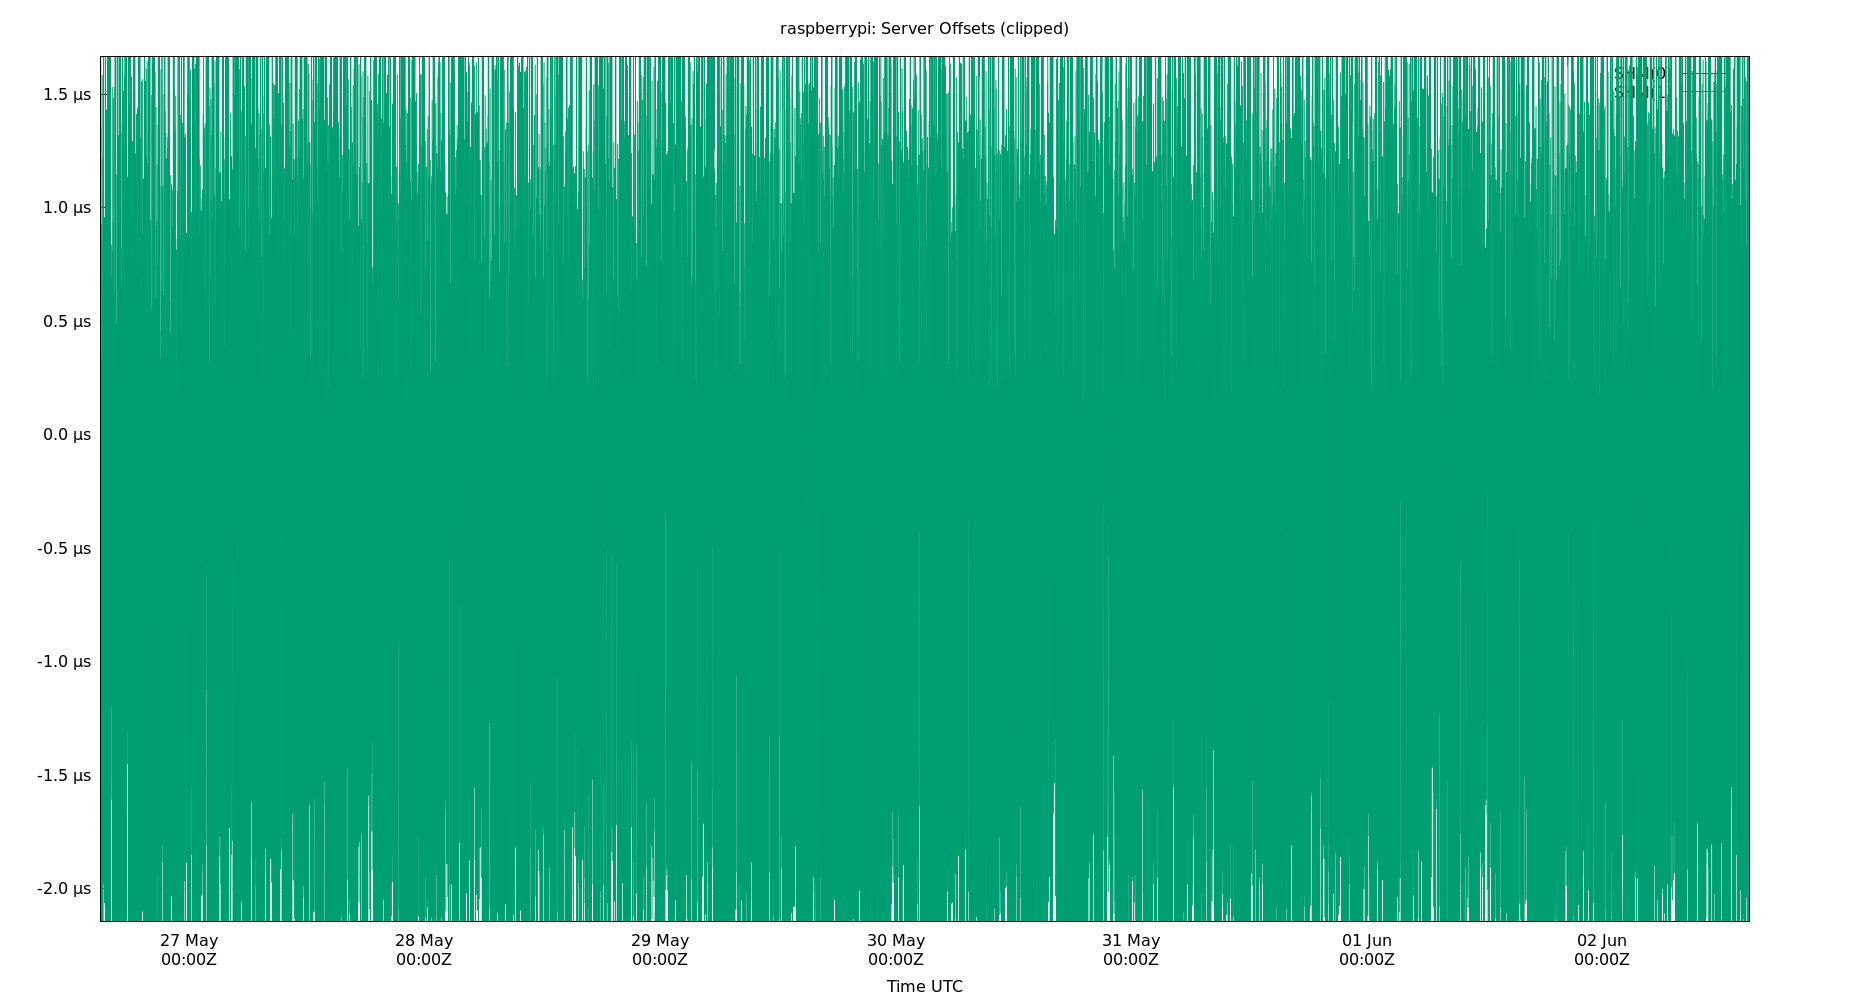 raspberrypi: Server Offsets (clipped)
SHM(0)
1.5 µs
1.0 µs
0.5 µs
0.0 µs
-0.5 µs
-1.0 µs
-1.5 µs
-2.0 µs
27 May
00:00Z
28 May
00:00Z
29 May
00:00Z
30 May
00:00Z
31 May
00:00Z
01 Jun
00:00Z
02 Jun
00:00Z
Time UTC